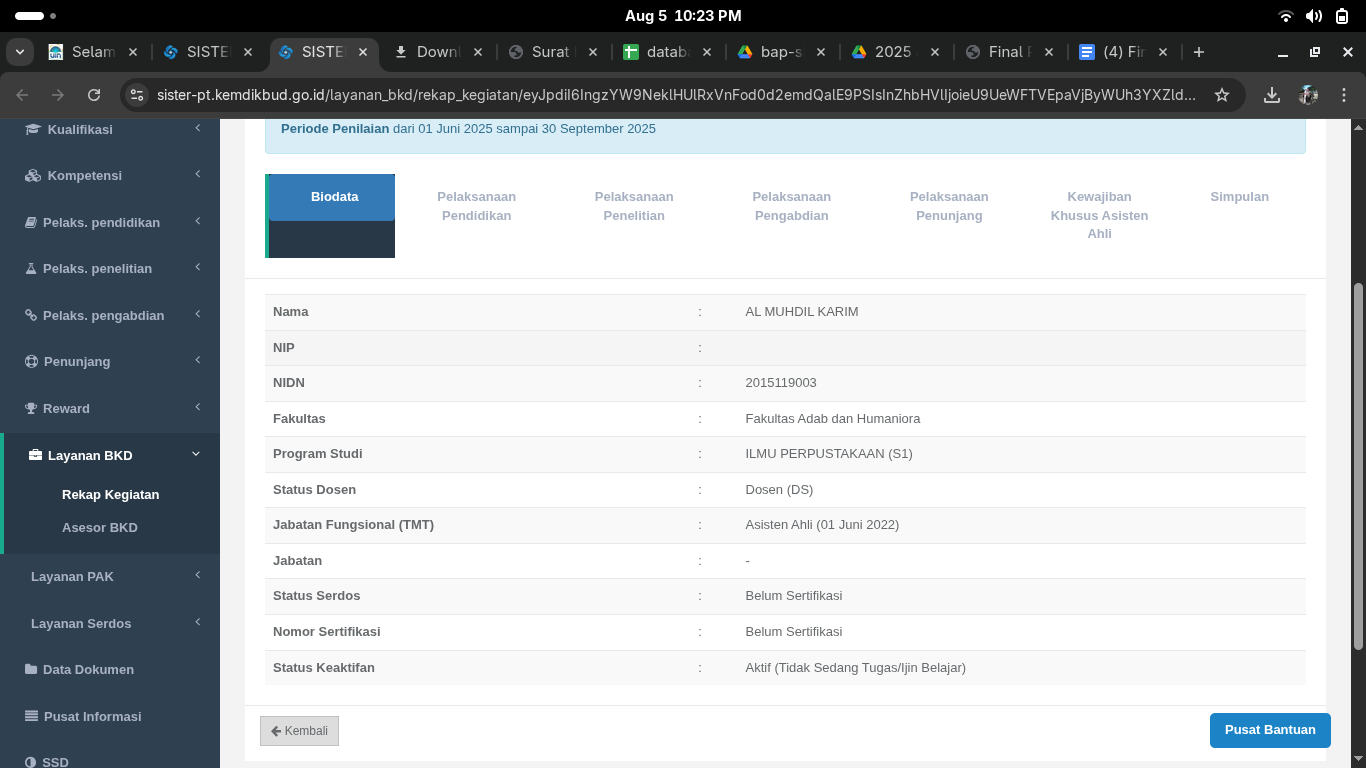 Aug 5 10:23 PM
Selam
SISTE
SISTE
Downl
Surat
datab
bap-s
2025
Final
(4) Fir
sister-pt.kemdikbud.go.id/layanan_bkd/rekap_kegiatan/
Kualifikasi
Kompetensi
Pelaks. pendidikan
Pelaks. penelitian
Pelaks. pengabdian
Penunjang
Reward
Layanan BKD
Rekap Kegiatan
Asesor BKD
Layanan PAK
Layanan Serdos
Data Dokumen
Pusat Informasi
SSD
Periode Penilaian dari 01 Juni 2025 sampai 30 September 2025
Biodata
Pelaksanaan
Pendidikan
Pelaksanaan
Penelitian
Pelaksanaan
Pengabdian
Pelaksanaan
Penunjang
Kewajiban
Khusus Asisten
Ahli
Simpulan
Nama : AL MUHDIL KARIM
NIP :
NIDN : 2015119003
Fakultas : Fakultas Adab dan Humaniora
Program Studi : ILMU PERPUSTAKAAN (S1)
Status Dosen : Dosen (DS)
Jabatan Fungsional (TMT) : Asisten Ahli (01 Juni 2022)
Jabatan : -
Status Serdos : Belum Sertifikasi
Nomor Sertifikasi : Belum Sertifikasi
Status Keaktifan : Aktif (Tidak Sedang Tugas/Ijin Belajar)
Kembali
Pusat Bantuan